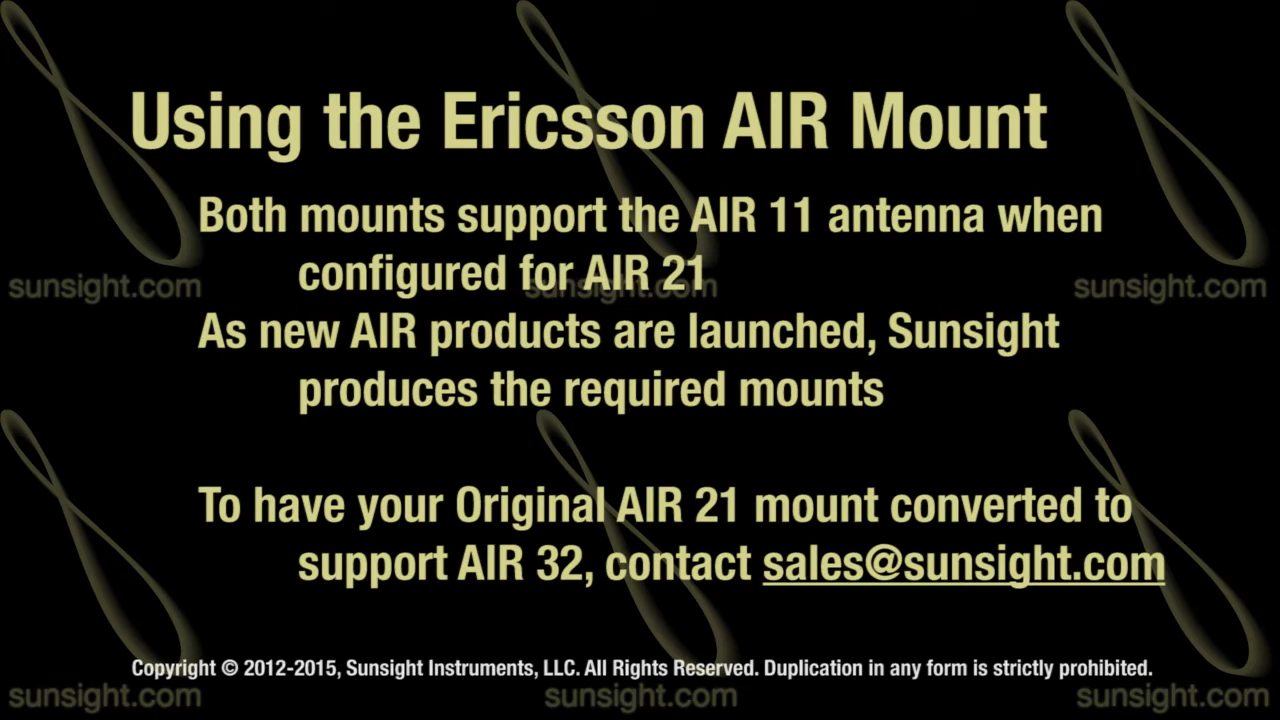 Using the Ericsson AIR Mount
Both mounts support the AIR 11 antenna when
configured for AIR 21
As new AIR products are launched, Sunsight
produces the required mounts
To have your Original AIR 21 mount converted to
support AIR 32, contact sales@sunsight.com
Copyright © 2012-2015, Sunsight Instruments, LLC. All Rights Reserved. Duplication in any form is strictly prohibited.
sunsight.com
sunsight.com
sunsight.com
sunsight.com
sunsight.com
sunsight.com